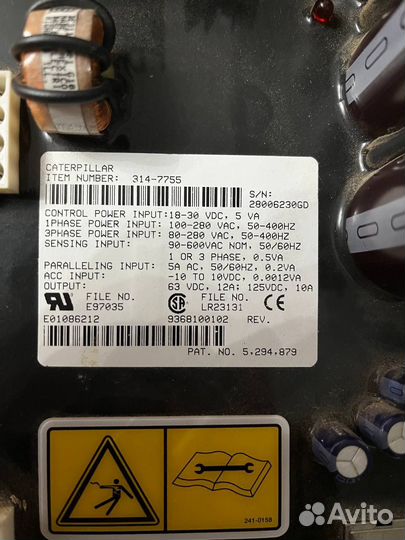 CATERPILLAR
ITEM NUMBER: 314-7755
S/N:
28006230GD
CONTROL POWER INPUT: 18-30 VDC, 5 VA
1PHASE POWER INPUT: 100-280 VAC, 50-400HZ
3PHASE POWER INPUT: 80-280 VAC, 50-400HZ
SENSING INPUT: 90-600VAC NOM, 50/60HZ
1 OR 3 PHASE, 0.5VA
PARALLELING INPUT: 5A AC, 50/60HZ, 0.2VA
ACC INPUT: -10 TO 10VDC, 0.0012VA
OUTPUT: 63 VDC, 12A: 125VDC, 10A
FILE NO. E97035
FILE NO. LR23131
E01086212 9368100102 REV.
PAT. NO. 5,294,879
241-0158
Avito